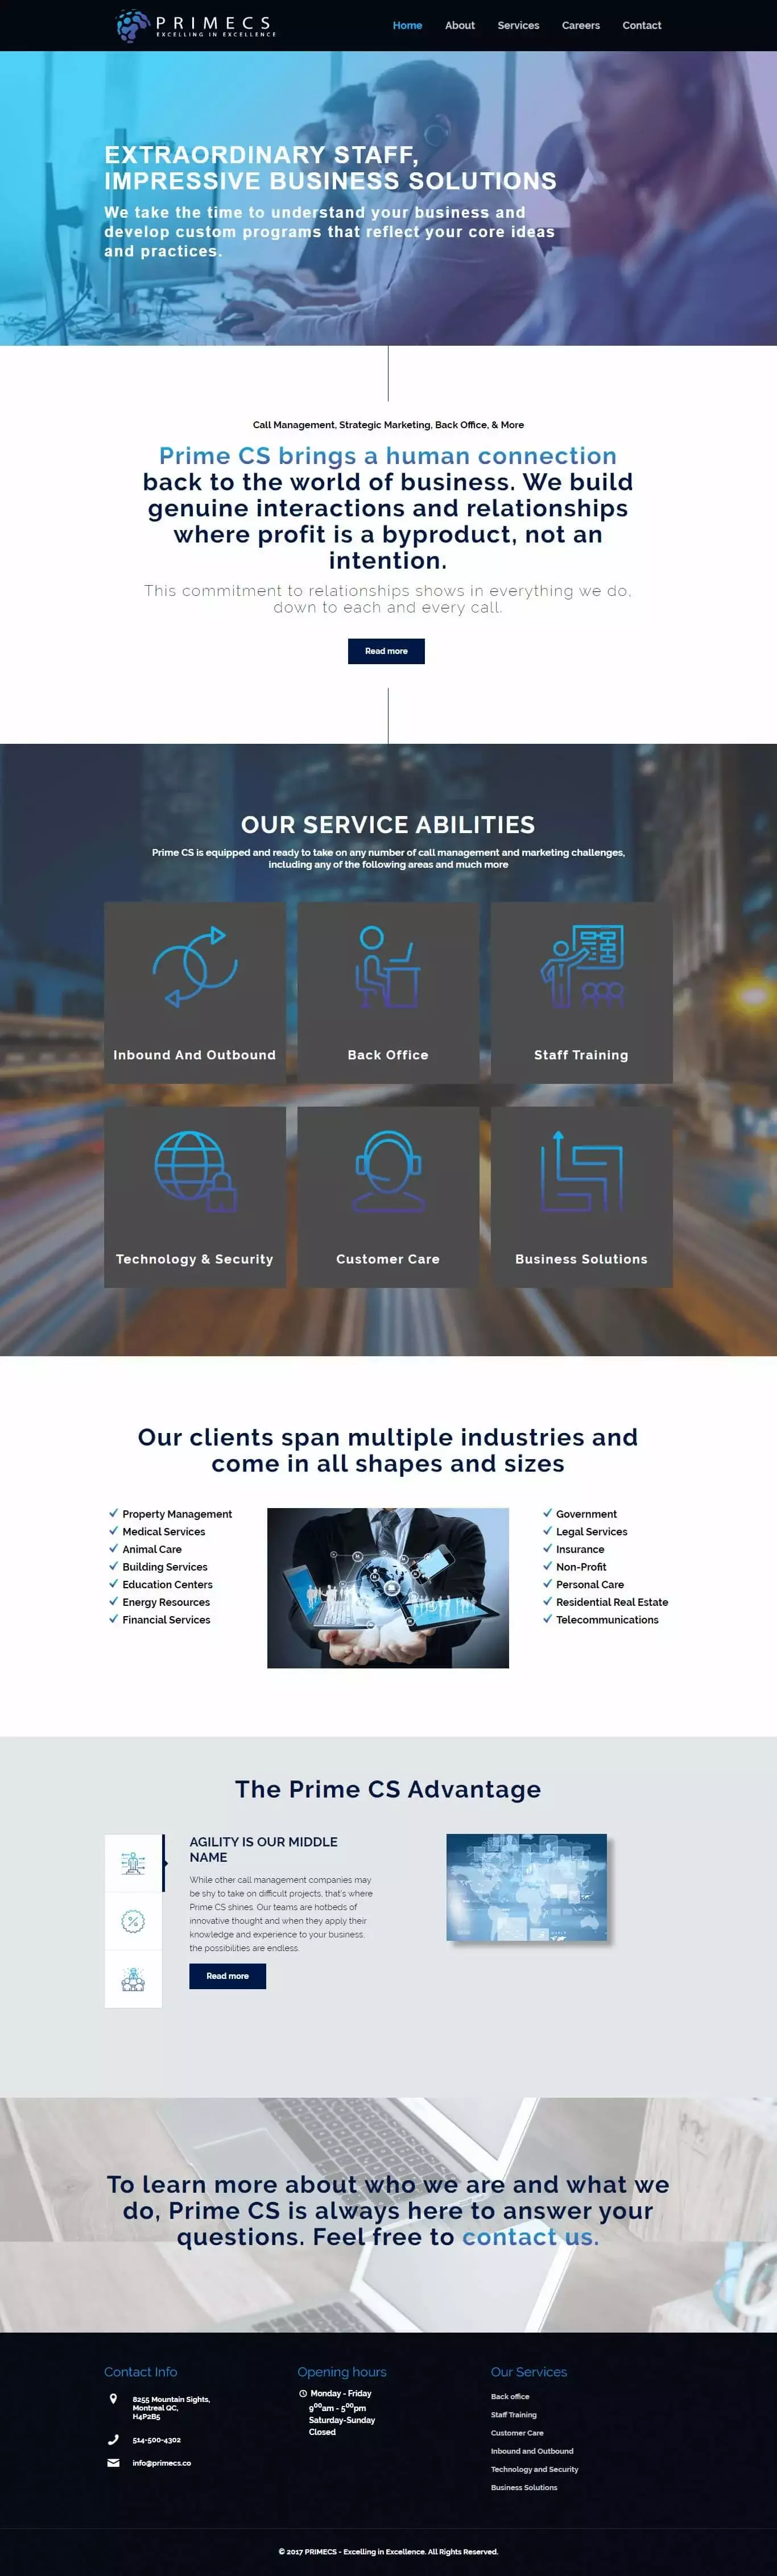 PRIMECS
EXCELLING IN EXCELLENCE
Home
About
Services
Careers
Contact
EXTRAORDINARY STAFF,
IMPRESSIVE BUSINESS SOLUTIONS
We take the time to understand your business and
develop custom programs that reflect your core ideas
and practices.
Call Management, Strategic Marketing, Back Office, & More
Prime CS brings a human connection
back to the world of business. We build
genuine interactions and relationships
where profit is a byproduct, not an
intention.
This commitment to relationships shows in everything we do,
down to each and every call.
Read more
OUR SERVICE ABILITIES
Prime CS is equipped and ready to take on any number of call management and marketing challenges,
including any of the following areas and much more
Inbound And Outbound
Back Office
Staff Training
Technology & Security
Customer Care
Business Solutions
Our clients span multiple industries and
come in all shapes and sizes
Property Management
Medical Services
Animal Care
Building Services
Education Centers
Energy Resources
Financial Services
Government
Legal Services
Insurance
Non-Profit
Personal Care
Residential Real Estate
Telecommunications
The Prime CS Advantage
AGILITY IS OUR MIDDLE
NAME
While other call management companies may
be shy to take on difficult projects, that's where
Prime CS shines. Our teams are hotbeds of
innovative thought and when they apply their
knowledge and experience to your business,
the possibilities are endless.
Read more
To learn more about who we are and what we
do, Prime CS is always here to answer your
questions. Feel free to contact us.
Contact Info
8255 Mountain Sights,
Montreal QC,
H4P2B5
514-500-4302
info@primecs.co
Opening hours
Monday - Friday
9⁰⁰am - 5⁰⁰pm
Saturday-Sunday
Closed
Our Services
Back office
Staff Training
Customer Care
Inbound and Outbound
Technology and Security
Business Solutions
© 2017 PRIMECS - Excelling in Excellence. All Rights Reserved.